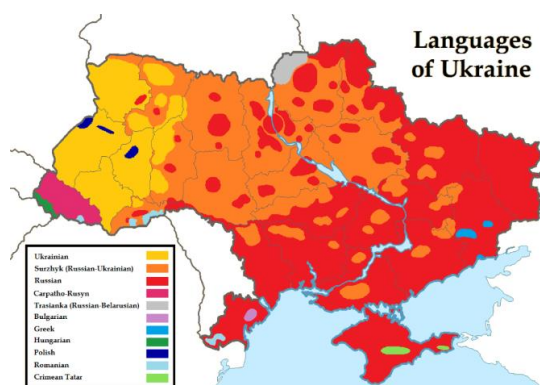 Languages
of Ukraine
Ukrainian
Surzhyk (Russian-Ukrainian)
Russian
Carpatho-Rusyn
Trasianka (Russian-Belarusian)
Bulgarian
Greek
Hungarian
Polish
Romanian
Crimean Tatar